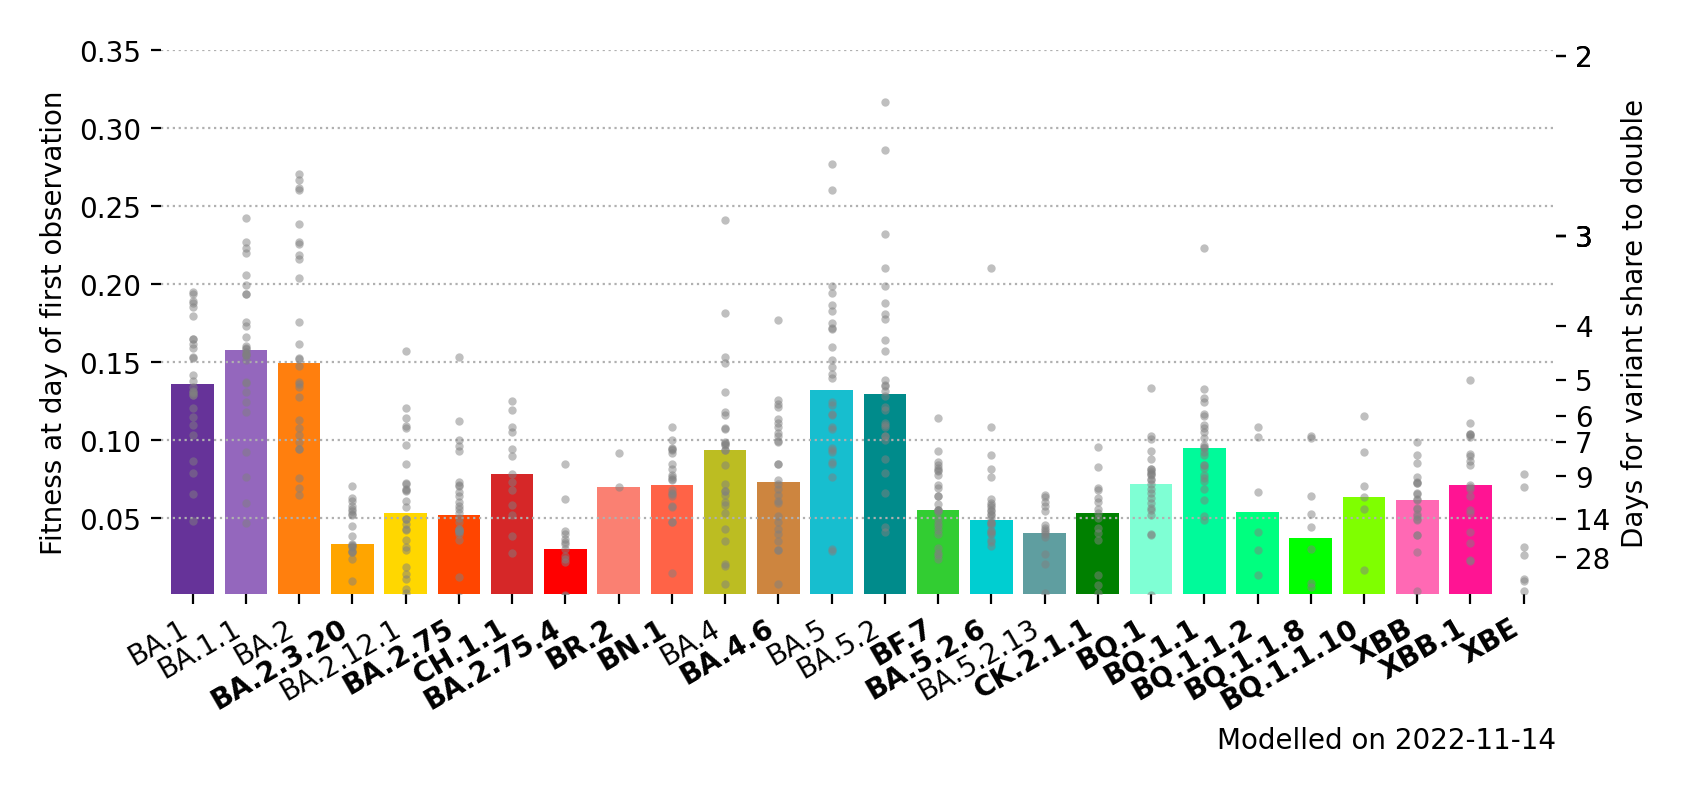 Fitness at day of first observation
0.35
0.30
0.25
0.20
0.15
0.10
0.05
2
3
4
5
6
7
9
14
28
Days for variant share to double
BA.1
BA.1.1
BA.2
BA.2.3.20
BA.2.12.1
BA.2.75
CH.1.1
BA.2.75.4
BR.2
BN.1
BA.4
BA.4.6
BA.5
BA.5.2
BF.7
BA.5.2.6
BA.5.2.13
CK.2.1.1
BQ.1
BQ.1.1
BQ.1.1.2
BQ.1.1.8
BQ.1.1.10
XBB
XBB.1
XBE
Modelled on 2022-11-14